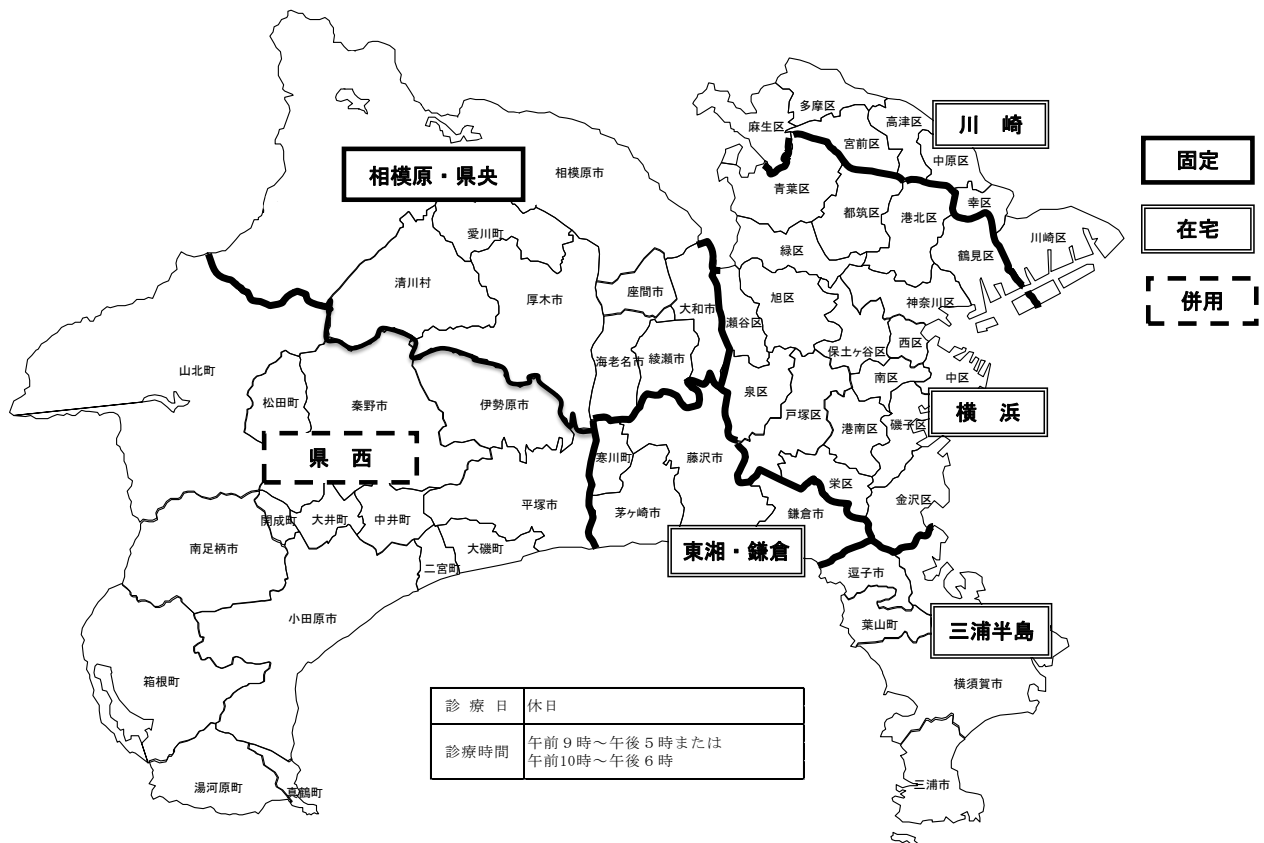 多摩区
麻生区
高津区
川　崎
宮前区
中原区
固定
相模原・県央
相模原市
青葉区
幸区
都筑区
港北区
在宅
愛川町
川崎区
緑区
鶴見区
清川村
座間市
厚木市
旭区
併用
大和市
瀬谷区
神奈川区
海老名市
綾瀬市
保土ヶ谷区
西区
山北町
南区
中区
泉区
松田町
秦野市
伊勢原市
戸塚区
横　浜
港南区
磯子区
県　西
寒川町
藤沢市
栄区
金沢区
平塚市
茅ヶ崎市
鎌倉市
開成町
大井町
中井町
南足柄市
大磯町
東湘・鎌倉
二宮町
逗子市
小田原市
葉山町
三浦半島
箱根町
横須賀市
診 療 日
休日
診療時間
午前９時～午後５時または
午前10時～午後６時
湯河原町
真鶴町
三浦市